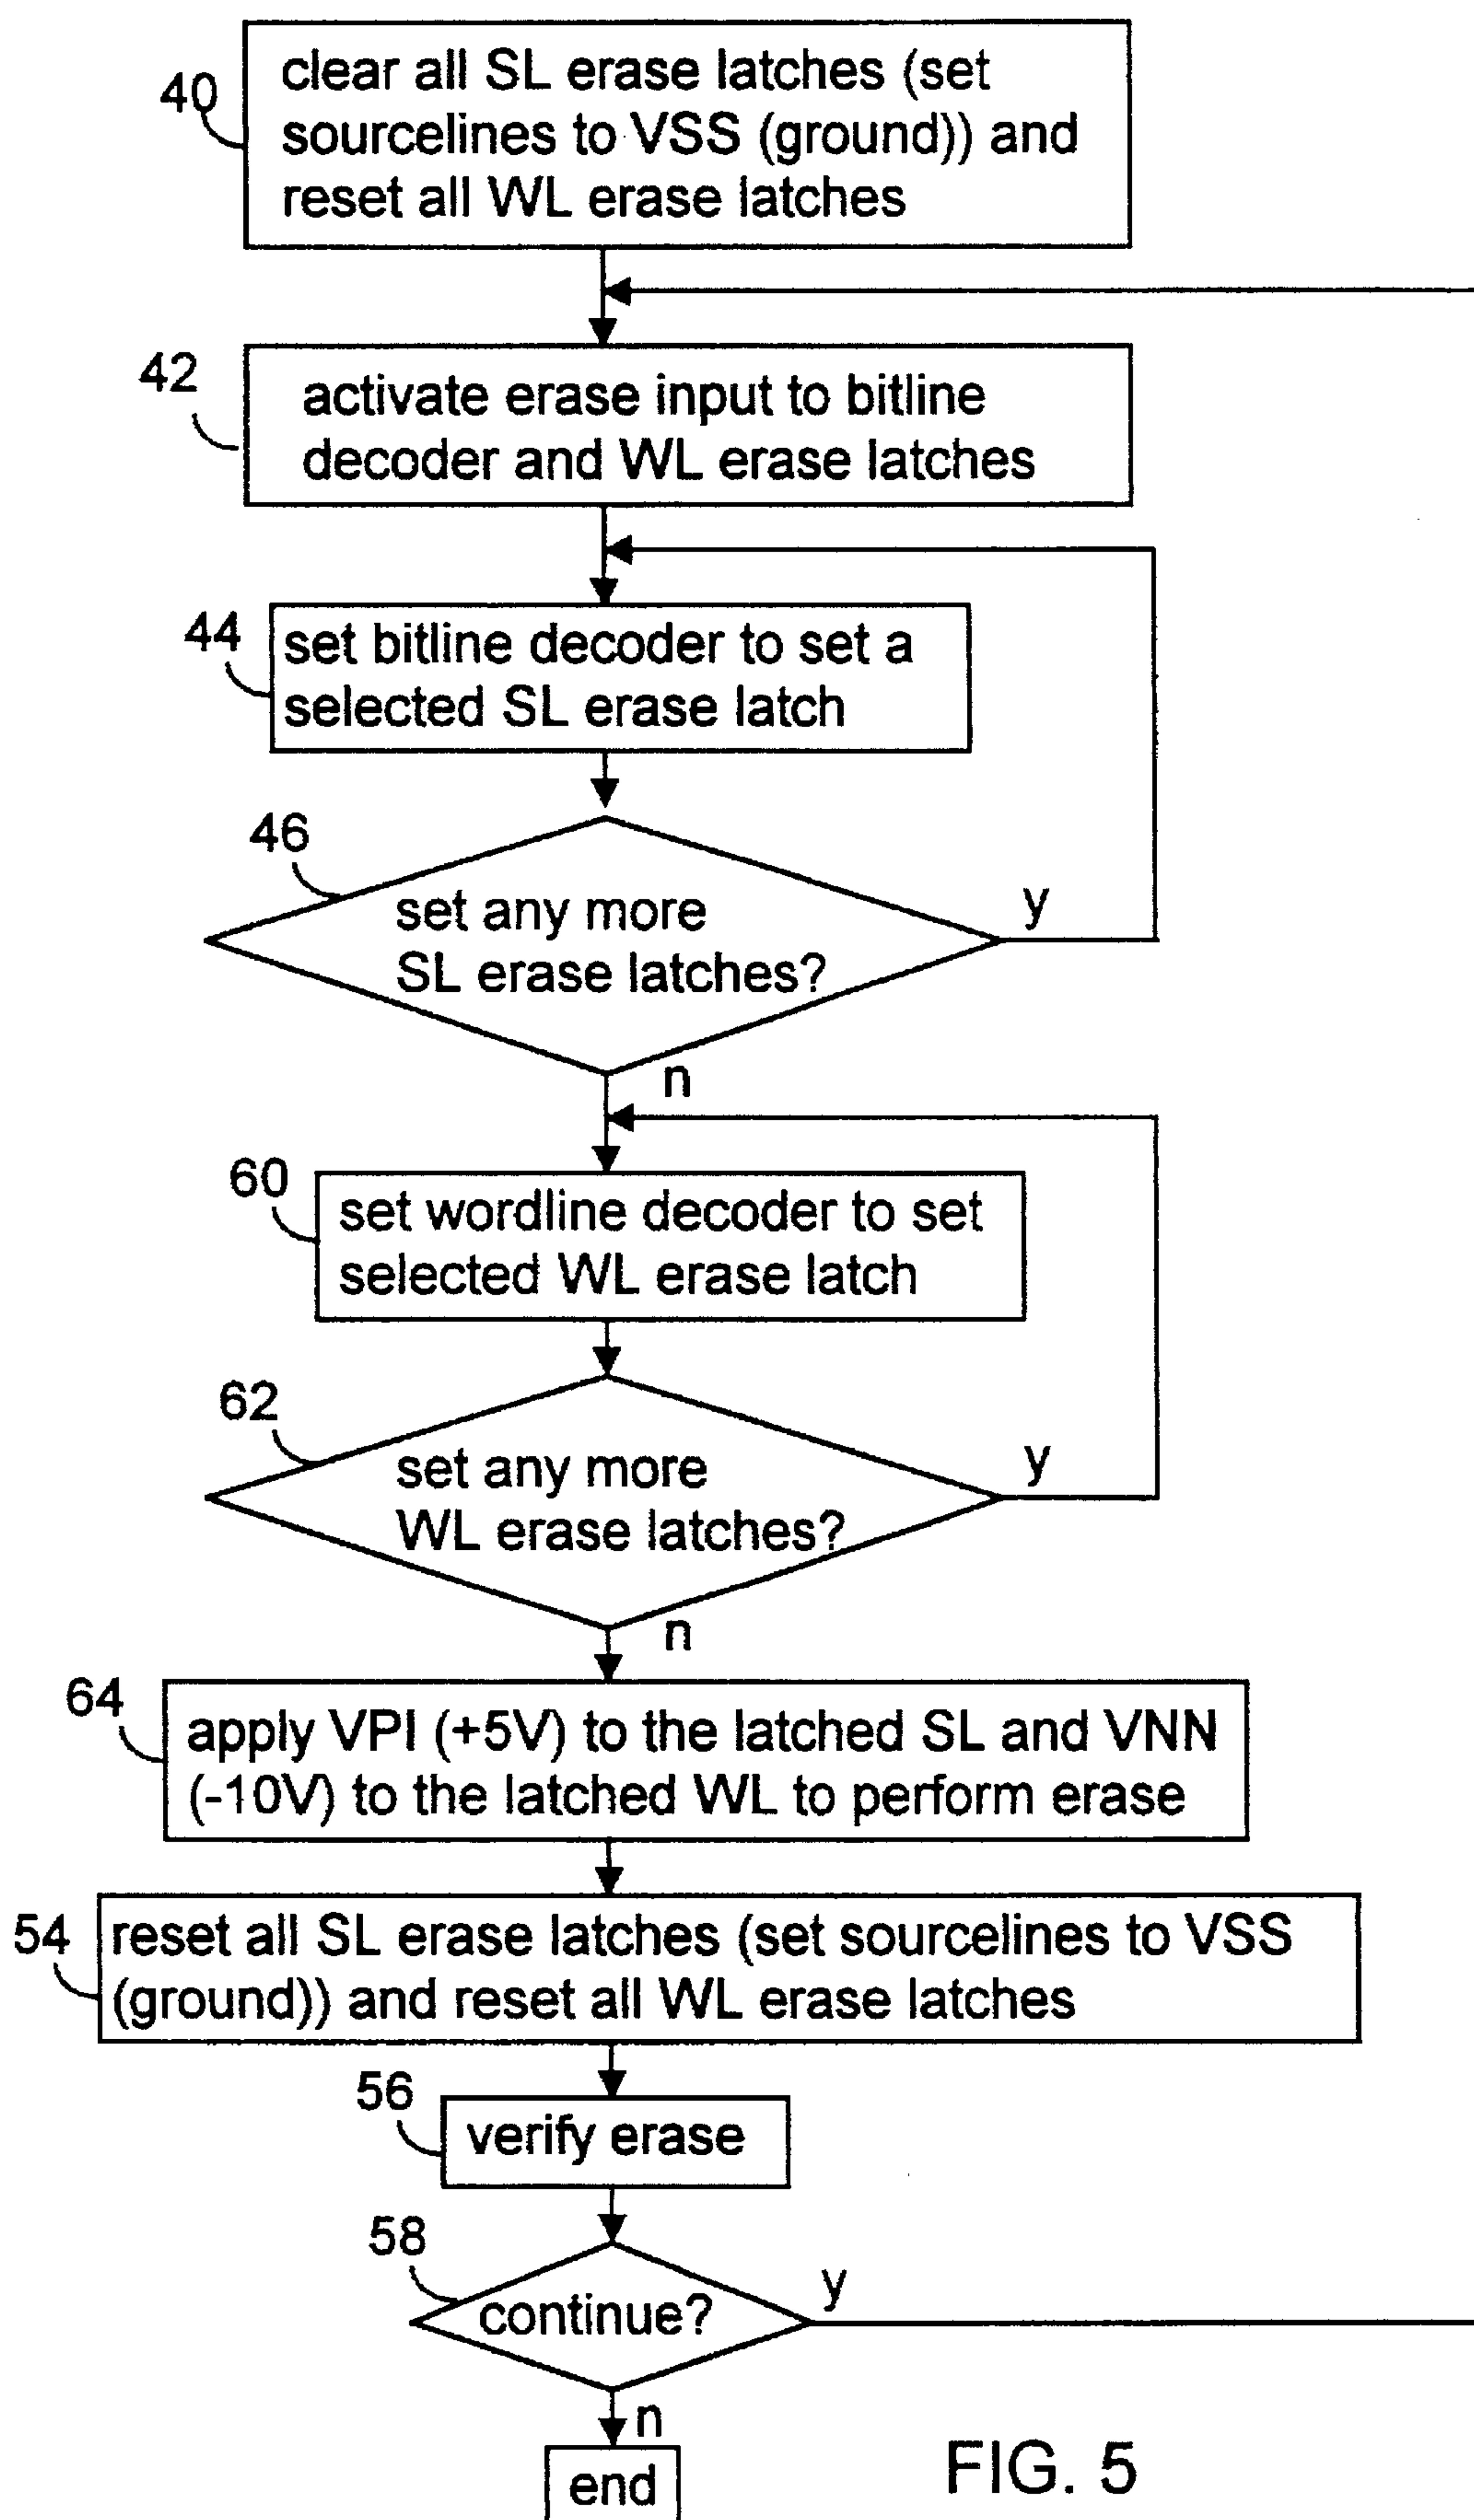 40
clear all SL erase latches (set
sourcelines to VSS (ground)) and
reset all WL erase latches
42
activate erase input to bitline
decoder and WL erase latches
44
set bitline decoder to set a
selected SL erase latch
46
set any more
SL erase latches?
y
n
60
set wordline decoder to set
selected WL erase latch
62
set any more
WL erase latches?
y
n
64
apply VPI (+5V) to the latched SL and VNN
(-10V) to the latched WL to perform erase
54
reset all SL erase latches (set sourcelines to VSS
(ground)) and reset all WL erase latches
56
verify erase
58
continue?
y
n
end
FIG. 5